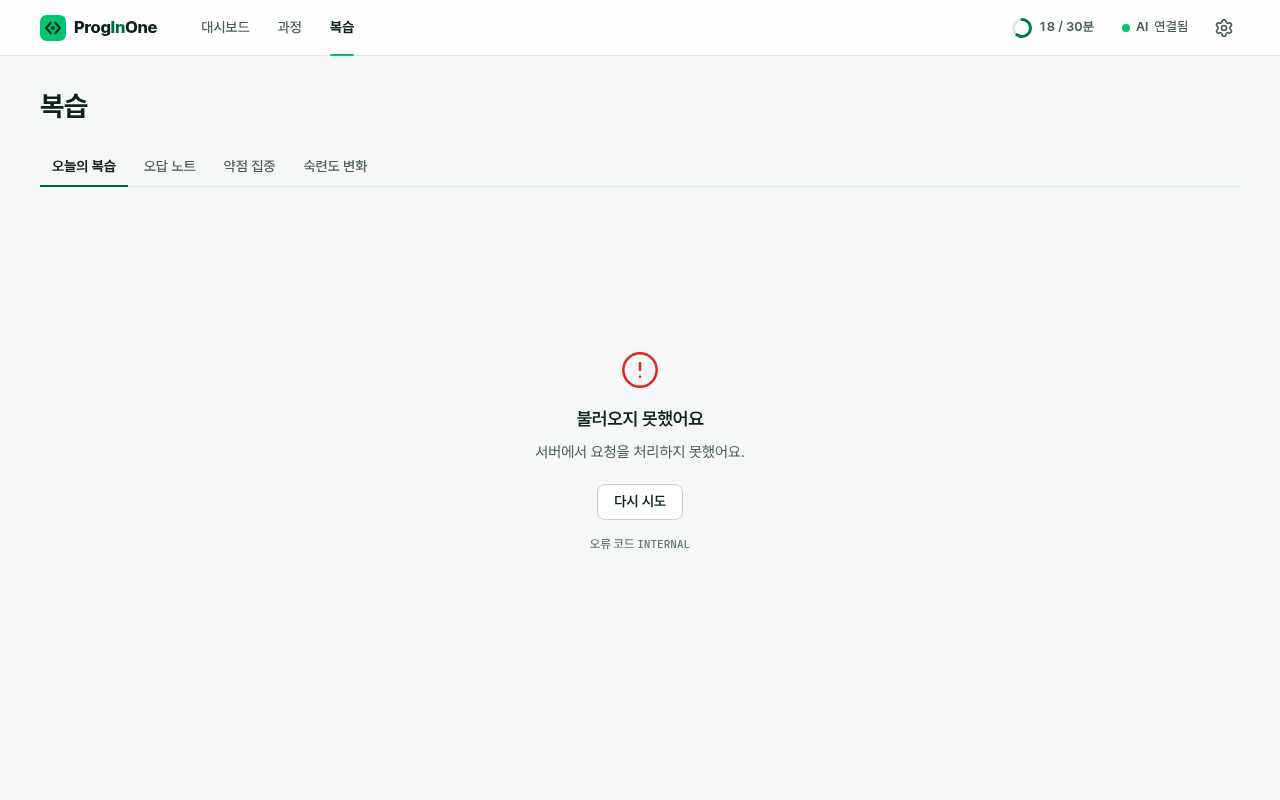 ProgInOne 대시보드 과정 복습 18 / 30분 AI 연결됨
복습
오늘의 복습 오답 노트 약점 집중 숙련도 변화
불러오지 못했어요
서버에서 요청을 처리하지 못했어요.
다시 시도
오류 코드 INTERNAL